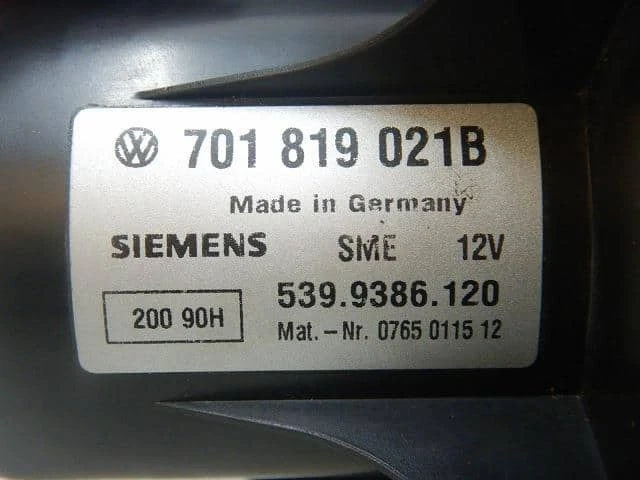 701 819 021B
Made in Germany
SIEMENS SME 12V
539.9386.120
200 90H
Mat.-Nr. 0765 0115 12